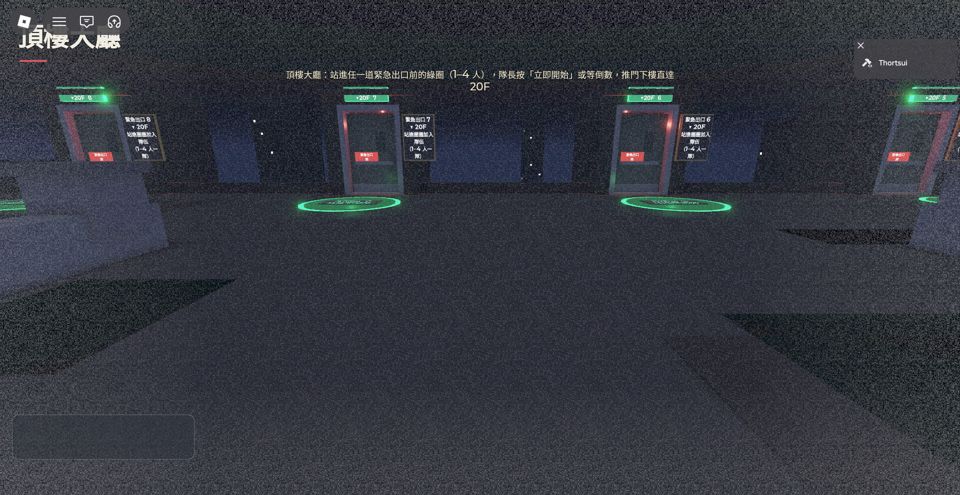 頂樓大廳
頂樓大廳：站進任一道緊急出口前的綠圈（1–4 人），隊長按「立即開始」或等倒數，推門下樓直達
20F
Thortsui
▾20F 8
緊急出口 8
▾ 20F
站進圈圈加入
隊伍
（1–4 人一
隊）
▾20F 7
緊急出口 7
▾ 20F
站進圈圈加入
隊伍
（1–4 人一
隊）
▾20F 6
緊急出口 6
▾ 20F
站進圈圈加入
隊伍
（1–4 人一
隊）
▾20F 5